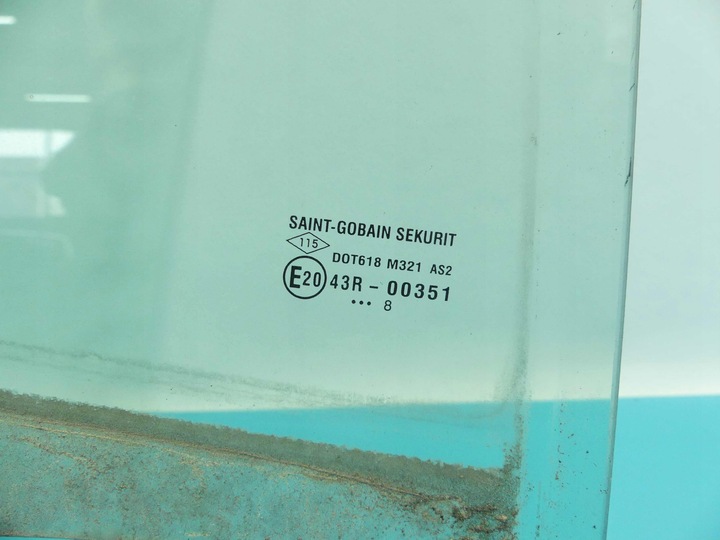 SAINT-GOBAIN SEKURIT
115
DOT618 M321 AS2
E20 43R - 00351
... 8